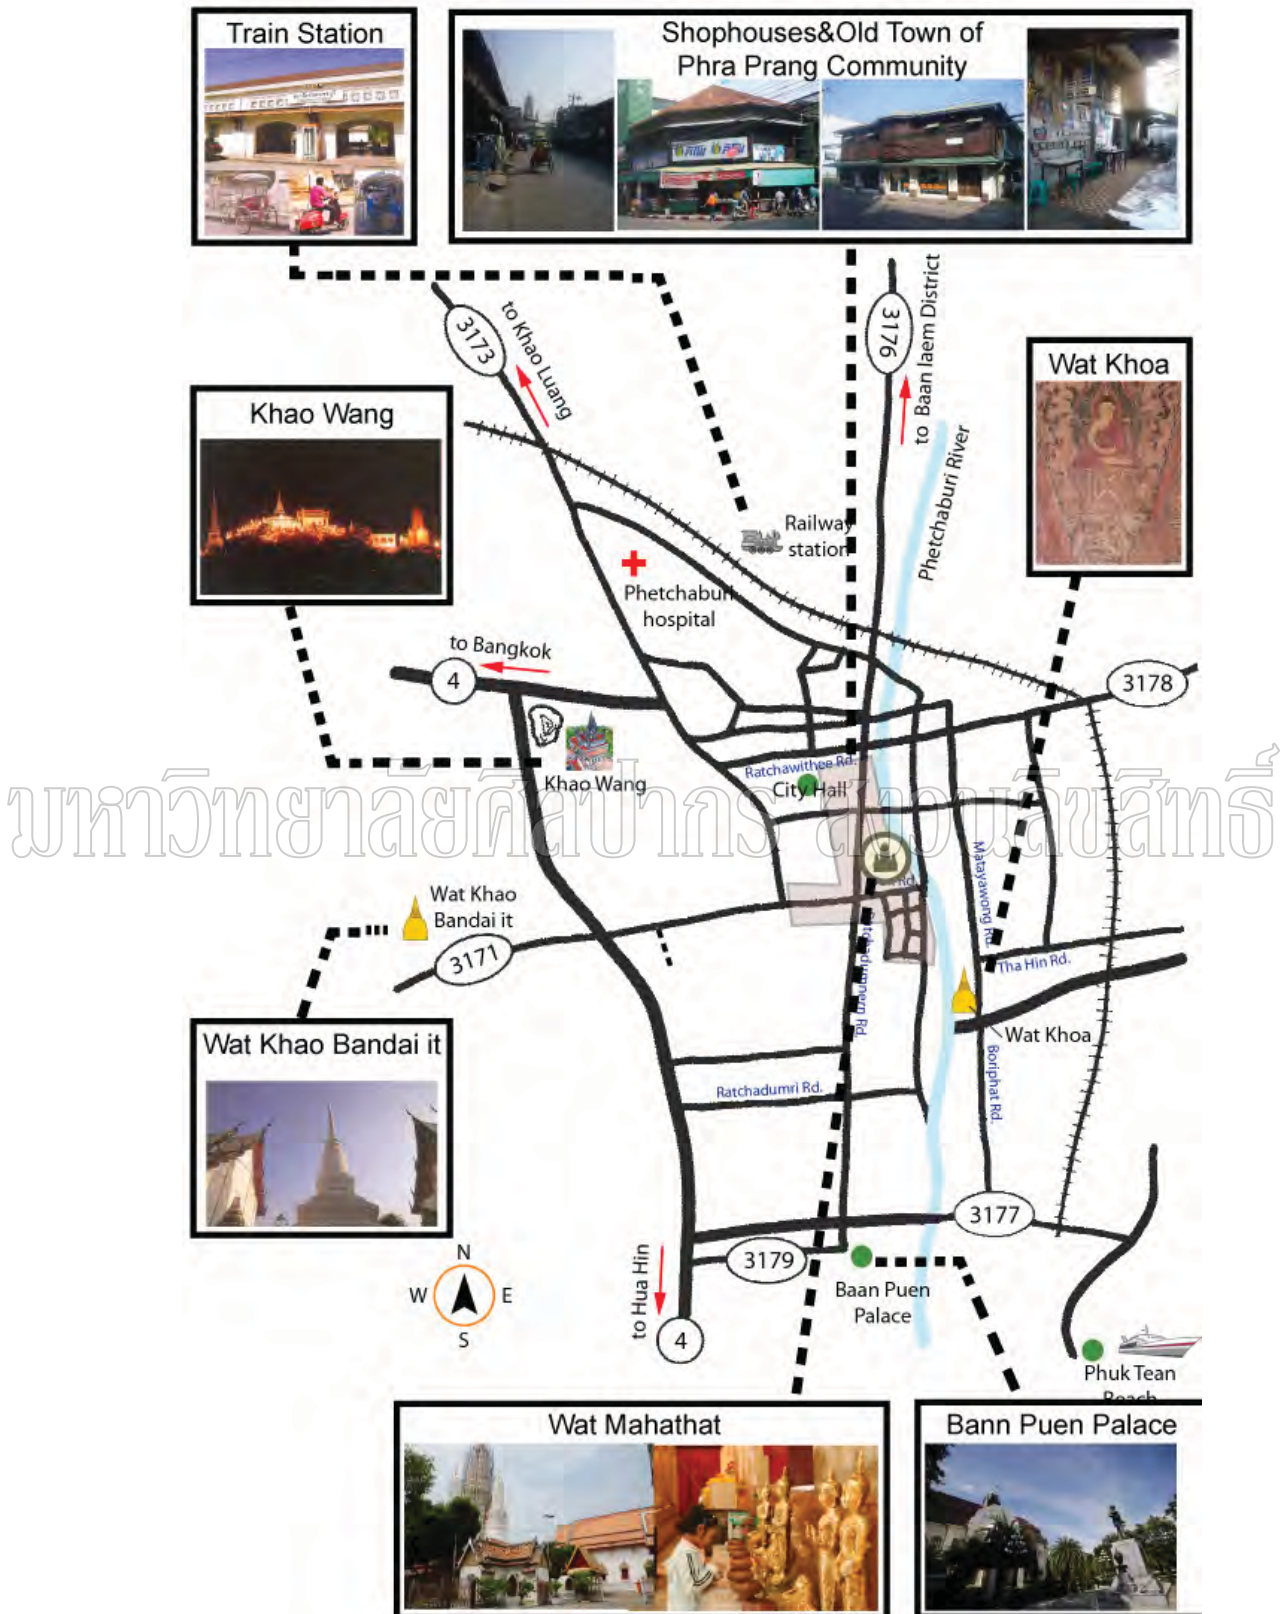 Train Station
Shophouses&Old Town of
Phra Prang Community
3173
to Khao Luang
3176
to Baan laem District
Phetchaburi River
Wat Khoa
Khao Wang
Railway
station
Phetchaburi
hospital
to Bangkok
4
3178
Khao Wang
Ratchawithee Rd.
City Hall
มหาวิทยาลัยศิลปากร สงวนลิขสิทธิ์
Matayawong Rd.
Rd.
Wat Khao
Bandai it
3171
Tha Hin Rd.
Ratchadumnern Rd.
Wat Khoa
Boriphat Rd.
Wat Khao Bandai it
Ratchadumri Rd.
3177
3179
to Hua Hin
4
N
W
E
S
Baan Puen
Palace
Phuk Tean
Beach
Wat Mahathat
Bann Puen Palace